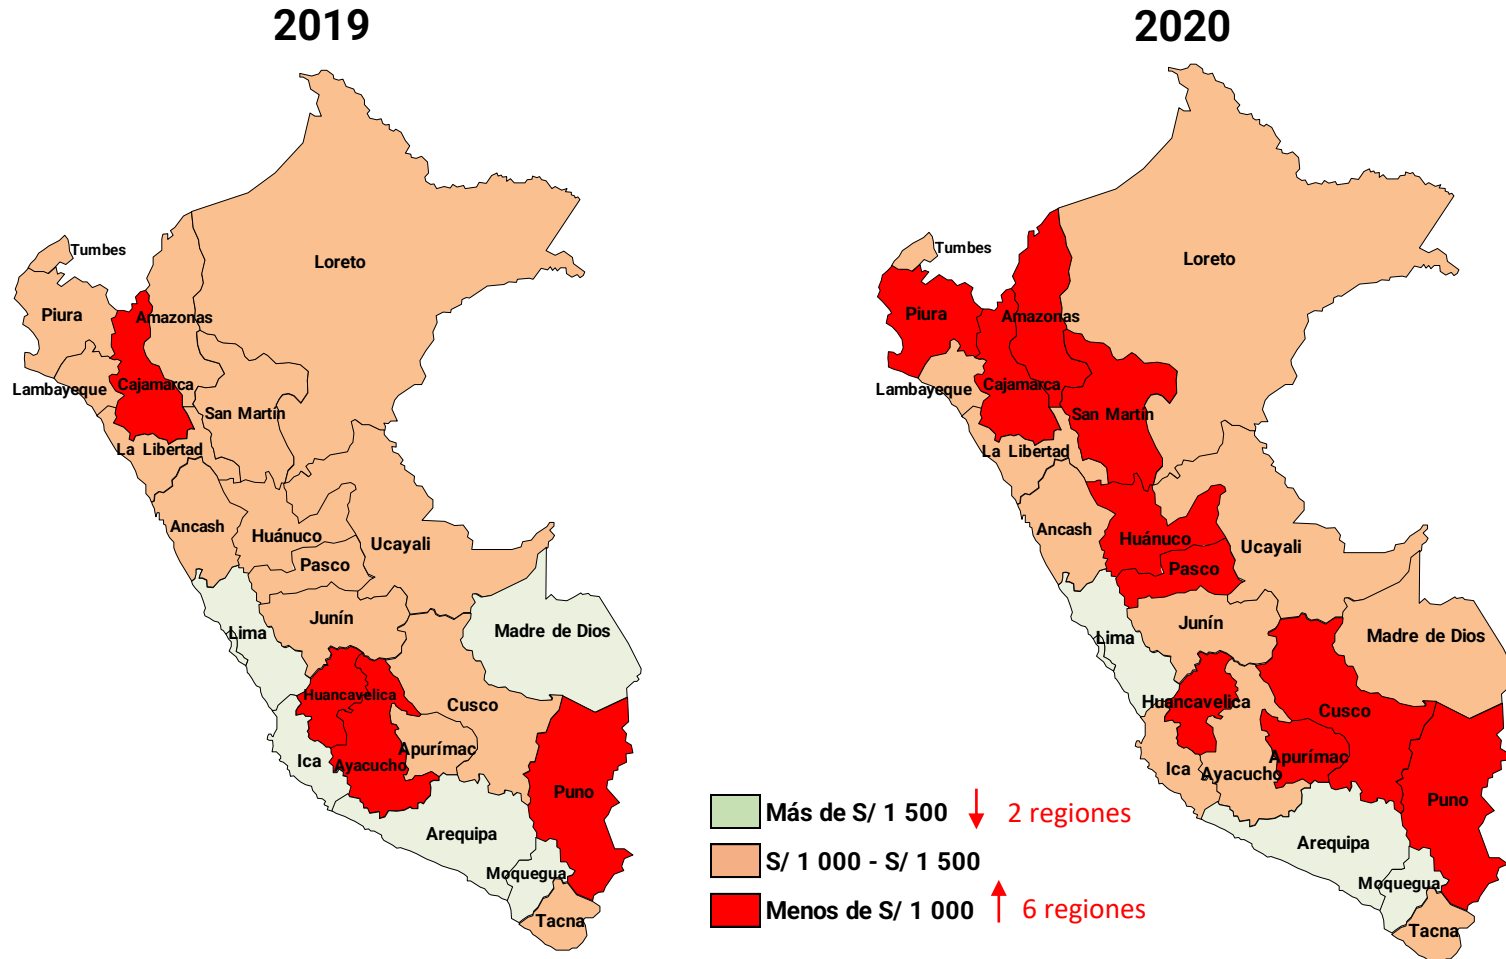 2019
Tumbes
Loreto
Piura
Amazonas
Lambayeque
Cajamarca
San Martín
La Libertad
Ancash
Huánuco
Ucayali
Pasco
Junín
Lima
Madre de Dios
Huancavelica
Cusco
Ica
Apurímac
Ayacucho
Puno
Arequipa
Moquegua
Tacna
2020
Tumbes
Loreto
Piura
Amazonas
Lambayeque
Cajamarca
San Martín
La Libertad
Ancash
Huánuco
Ucayali
Pasco
Junín
Lima
Madre de Dios
Huancavelica
Cusco
Ica
Apurímac
Ayacucho
Puno
Arequipa
Moquegua
Tacna
Más de S/ 1 500 ↓ 2 regiones
S/ 1 000 - S/ 1 500
Menos de S/ 1 000 ↑ 6 regiones